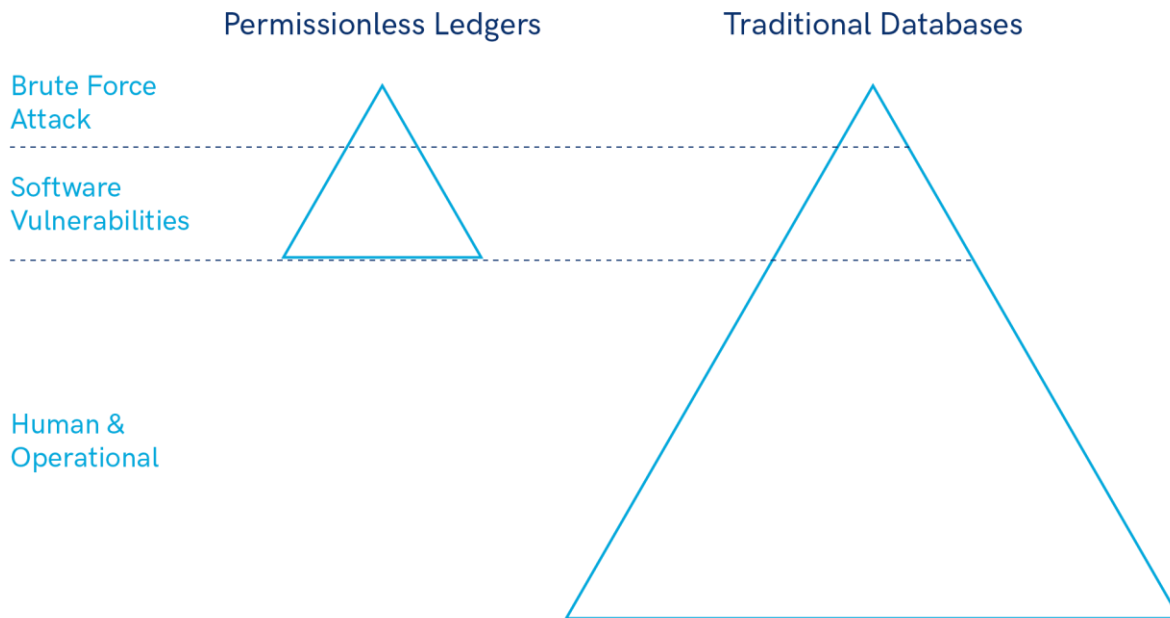 Permissionless Ledgers
Traditional Databases
Brute Force
Attack
Software
Vulnerabilities
Human &
Operational